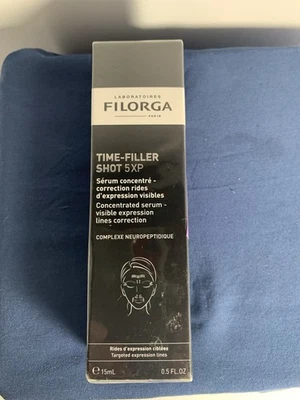 LABORATOIRES
FILORGA
PARIS
TIME-FILLER
SHOT 5XP
Sérum concentré -
correction rides
d'expression visibles
Concentrated serum -
visible expression
lines correction
COMPLEXE NEUROPEPTIDIQUE
Rides d'expression ciblées
Targeted expression lines
e 15mL 0.5 FL.OZ